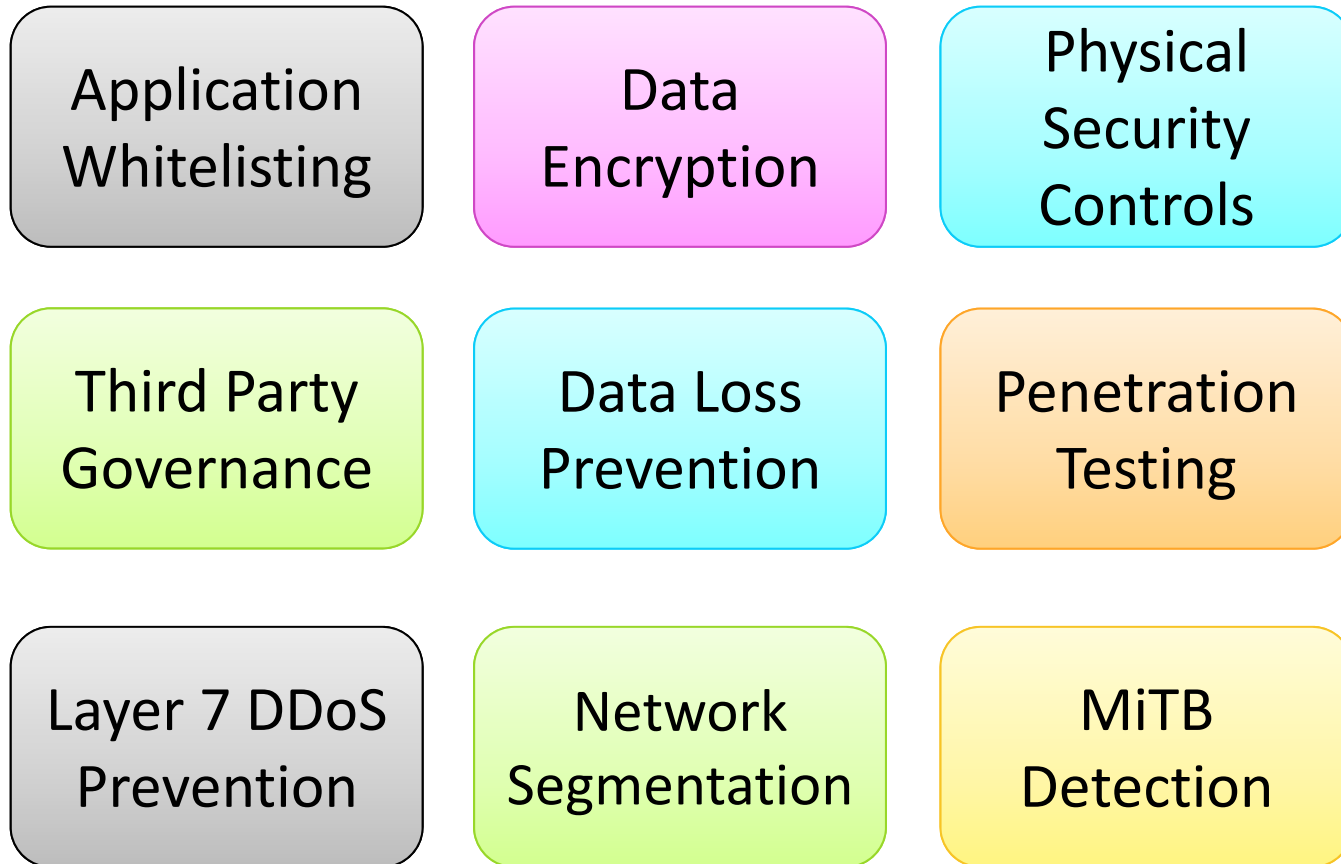 Application
Whitelisting
Data
Encryption
Physical
Security
Controls
Third Party
Governance
Data Loss
Prevention
Penetration
Testing
Layer 7 DDoS
Prevention
Network
Segmentation
MiTB
Detection